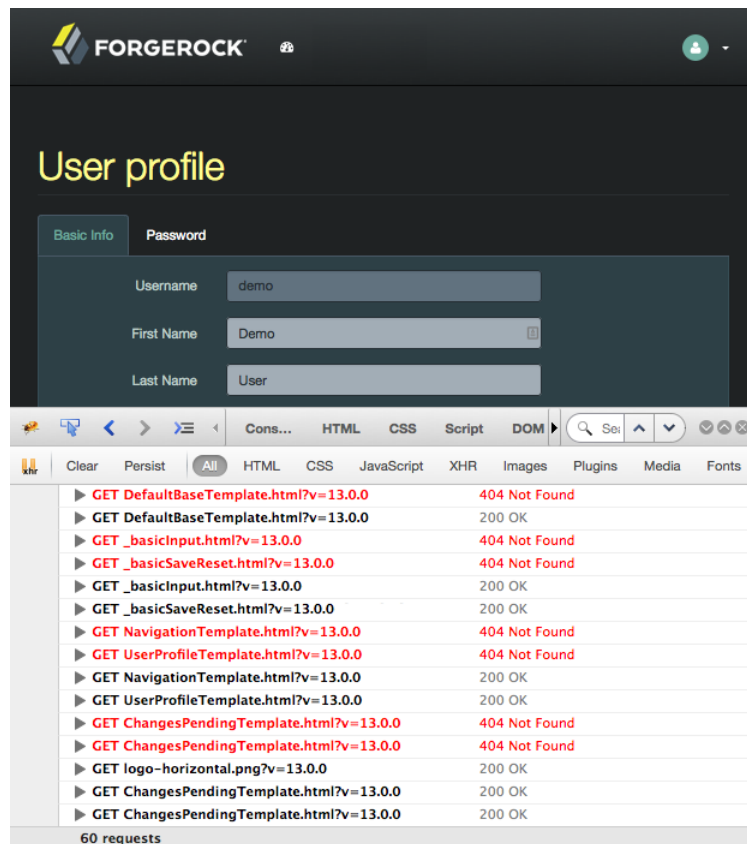 FORGEROCK
User profile
Basic Info Password
Username demo
First Name Demo
Last Name User
Cons... HTML CSS Script DOM
Clear Persist All HTML CSS JavaScript XHR Images Plugins Media Fonts
xhr
GET DefaultBaseTemplate.html?v=13.0.0 404 Not Found
GET DefaultBaseTemplate.html?v=13.0.0 200 OK
GET _basicInput.html?v=13.0.0 404 Not Found
GET _basicSaveReset.html?v=13.0.0 404 Not Found
GET _basicInput.html?v=13.0.0 200 OK
GET _basicSaveReset.html?v=13.0.0 200 OK
GET NavigationTemplate.html?v=13.0.0 404 Not Found
GET UserProfileTemplate.html?v=13.0.0 404 Not Found
GET NavigationTemplate.html?v=13.0.0 200 OK
GET UserProfileTemplate.html?v=13.0.0 200 OK
GET ChangesPendingTemplate.html?v=13.0.0 404 Not Found
GET ChangesPendingTemplate.html?v=13.0.0 404 Not Found
GET logo-horizontal.png?v=13.0.0 200 OK
GET ChangesPendingTemplate.html?v=13.0.0 200 OK
GET ChangesPendingTemplate.html?v=13.0.0 200 OK
60 requests